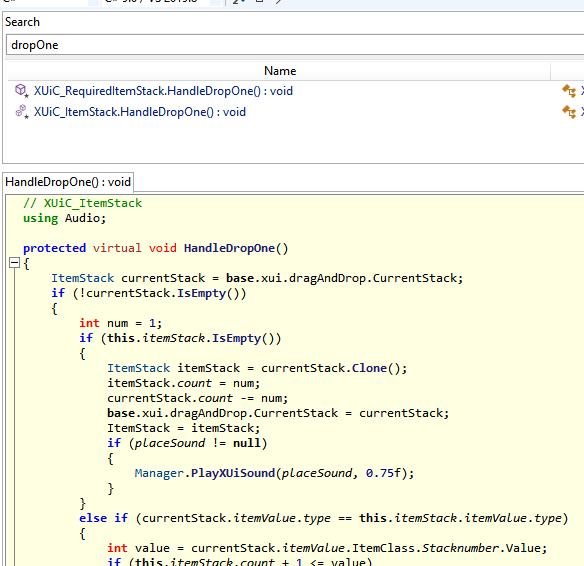 Search
dropOne
Name
XUiC_RequiredItemStack.HandleDropOne() : void
XUiC_ItemStack.HandleDropOne() : void
HandleDropOne() : void
// XUiC_ItemStack
using Audio;
protected virtual void HandleDropOne()
{
ItemStack currentStack = base.xui.dragAndDrop.CurrentStack;
if (!currentStack.IsEmpty())
{
int num = 1;
if (this.itemStack.IsEmpty())
{
ItemStack itemStack = currentStack.Clone();
itemStack.count = num;
currentStack.count -= num;
base.xui.dragAndDrop.CurrentStack = currentStack;
ItemStack = itemStack;
if (placeSound != null)
{
Manager.PlayXUiSound(placeSound, 0.75f);
}
}
else if (currentStack.itemValue.type == this.itemStack.itemValue.type)
{
int value = currentStack.itemValue.ItemClass.Stacknumber.Value;
if (this.itemStack.count + 1 <= value)